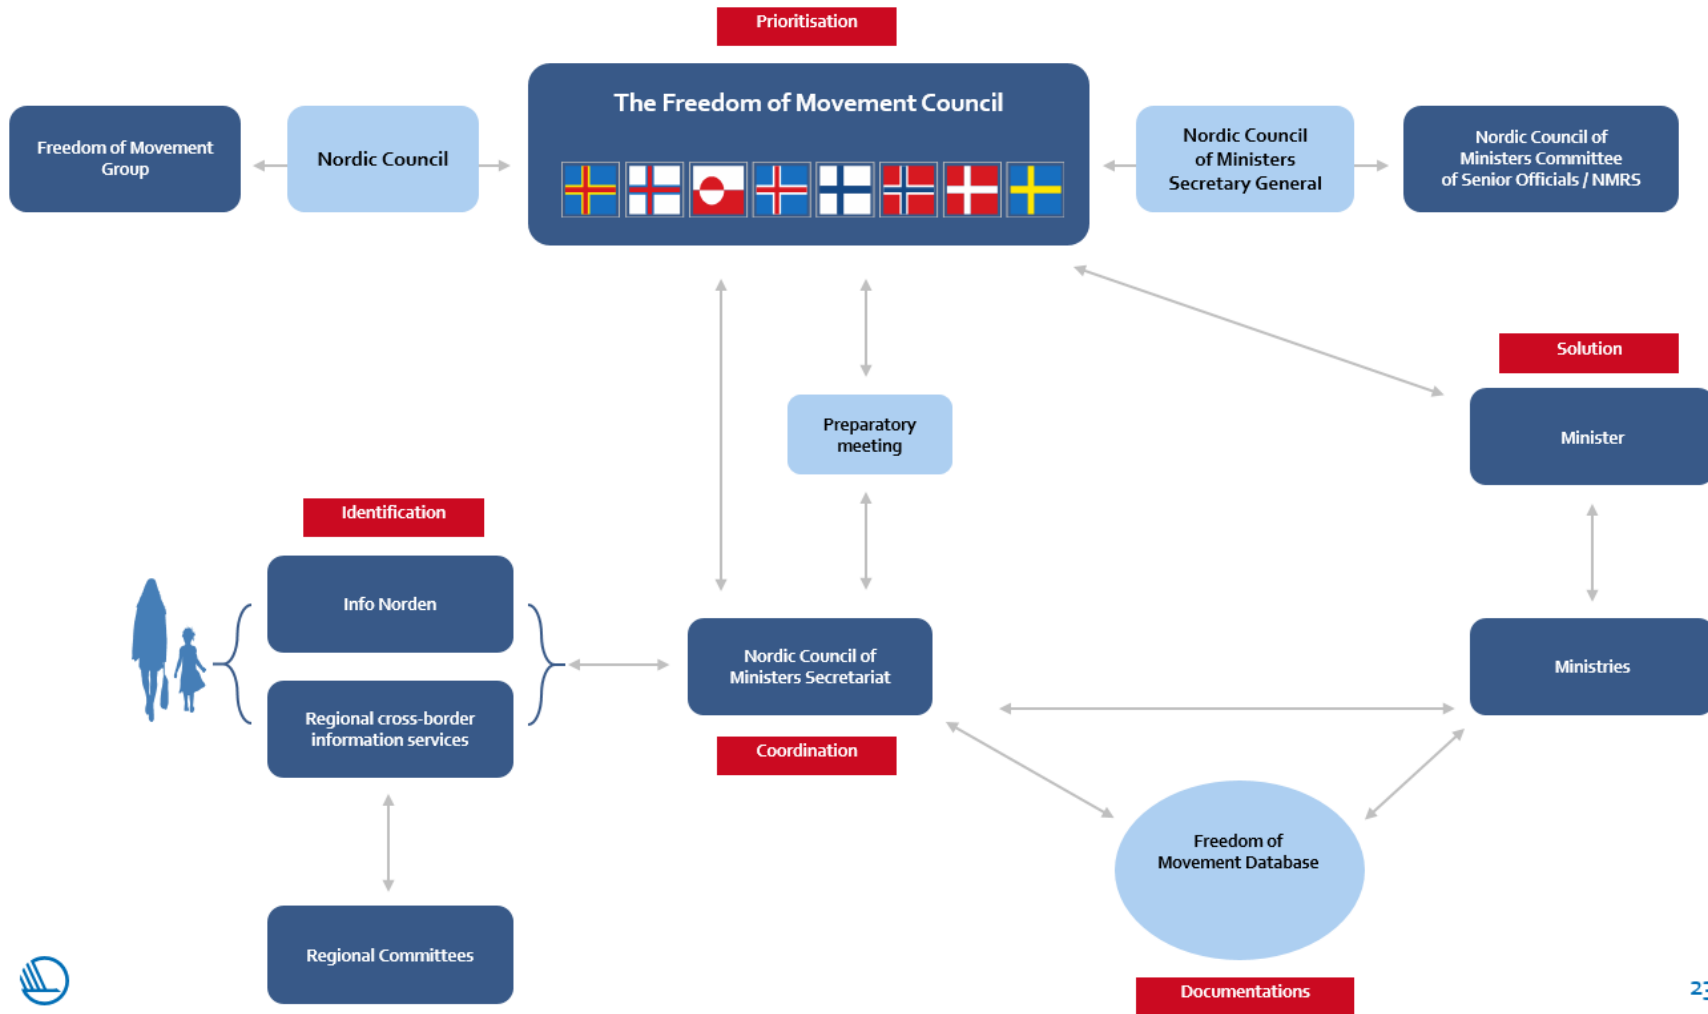 Prioritisation
The Freedom of Movement Council
Freedom of Movement
Group
Nordic Council
Nordic Council
of Ministers
Secretary General
Nordic Council of
Ministers Committee
of Senior Officials / NMRS
Solution
Minister
Preparatory
meeting
Identification
Info Norden
Nordic Council of
Ministers Secretariat
Ministries
Regional cross-border
information services
Coordination
Freedom of
Movement Database
Regional Committees
Documentations
23